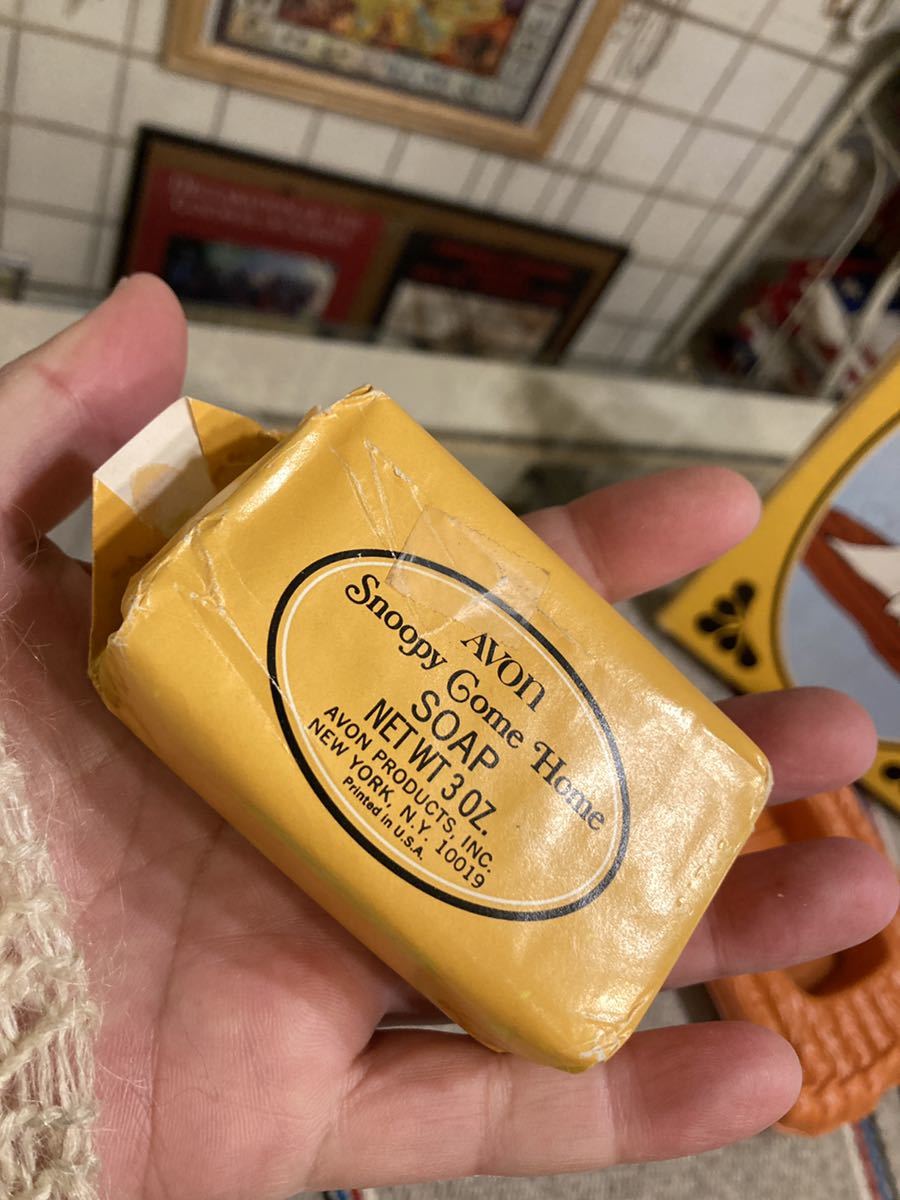 AVON
Snoopy Come Home
SOAP
NET WT 3 OZ.
AVON PRODUCTS, INC.
NEW YORK, N.Y. 10019
Printed in U.S.A.